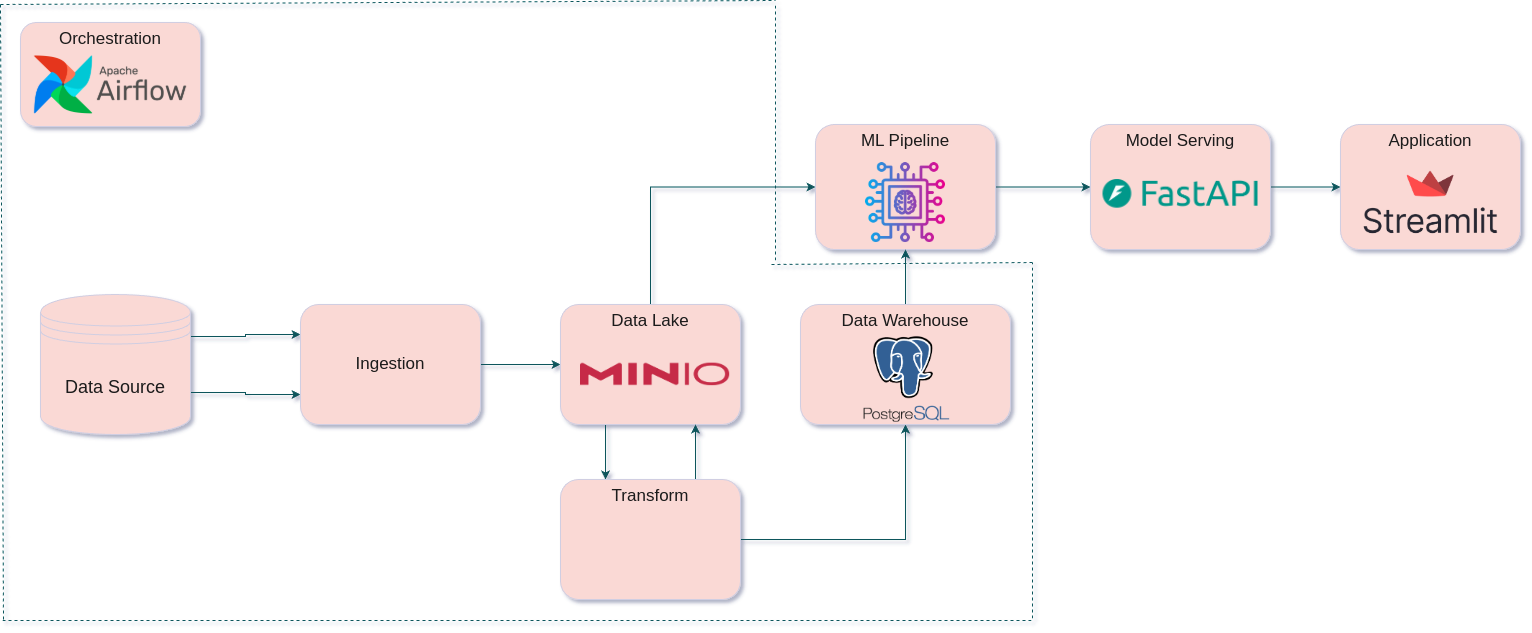 Orchestration
Apache
Airflow
ML Pipeline
Model Serving
FastAPI
Application
Streamlit
Data Source
Ingestion
Data Lake
MINIO
Data Warehouse
PostgreSQL
Transform